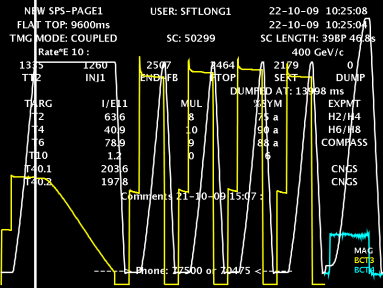 NEW SPS-PAGE1 USER: SFTLONG1 22-10-09 10:25:08
FLAT TOP: 9600ms 22-10-09 10:25:04
TMG MODE: COUPLED SC: 50299 SC LENGTH: 39BP 46.8s
Rate*E 10 : 400 GeV/c
1335 1260 2507 2464 2179 0
TT2 INJ1 END FB FTOP SEXT DUMP
DUMPED AT: 13998 ms
TARG I/E11 MUL %SYM EXPMT
T2 63.6 8 75 a H2/H4
T4 40.9 10 90 a H6/H8
T6 78.9 9 88 a COMPASS
T10 1.2 0 6
T40.1 203.6 CNGS
T40.2 197.8 CNGS
Comments 21-10-09 15:07 :
Phone: 77500 or 70475 <-----
MAG
BCT3